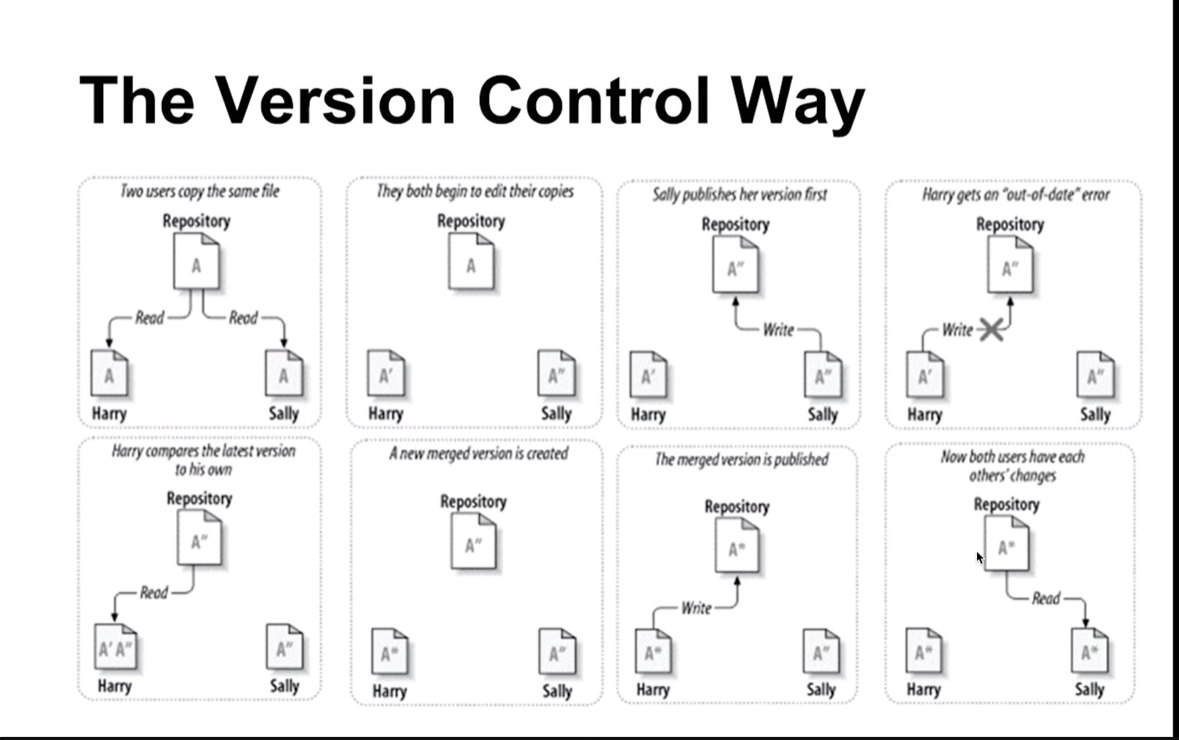 The Version Control Way
Two users copy the same file
Repository
A
Read
Read
A
A
Harry
Sally
They both begin to edit their copies
Repository
A
A'
A"
Harry
Sally
Sally publishes her version first
Repository
A"
Write
A'
A"
Harry
Sally
Harry gets an "out-of-date" error
Repository
A"
Write
A'
A"
Harry
Sally
Harry compares the latest version
to his own
Repository
A"
Read
A' A"
A"
Harry
Sally
A new merged version is created
Repository
A"
A*
A"
Harry
Sally
The merged version is published
Repository
A*
Write
A*
A"
Harry
Sally
Now both users have each
others' changes
Repository
A*
Read
A*
A*
Harry
Sally